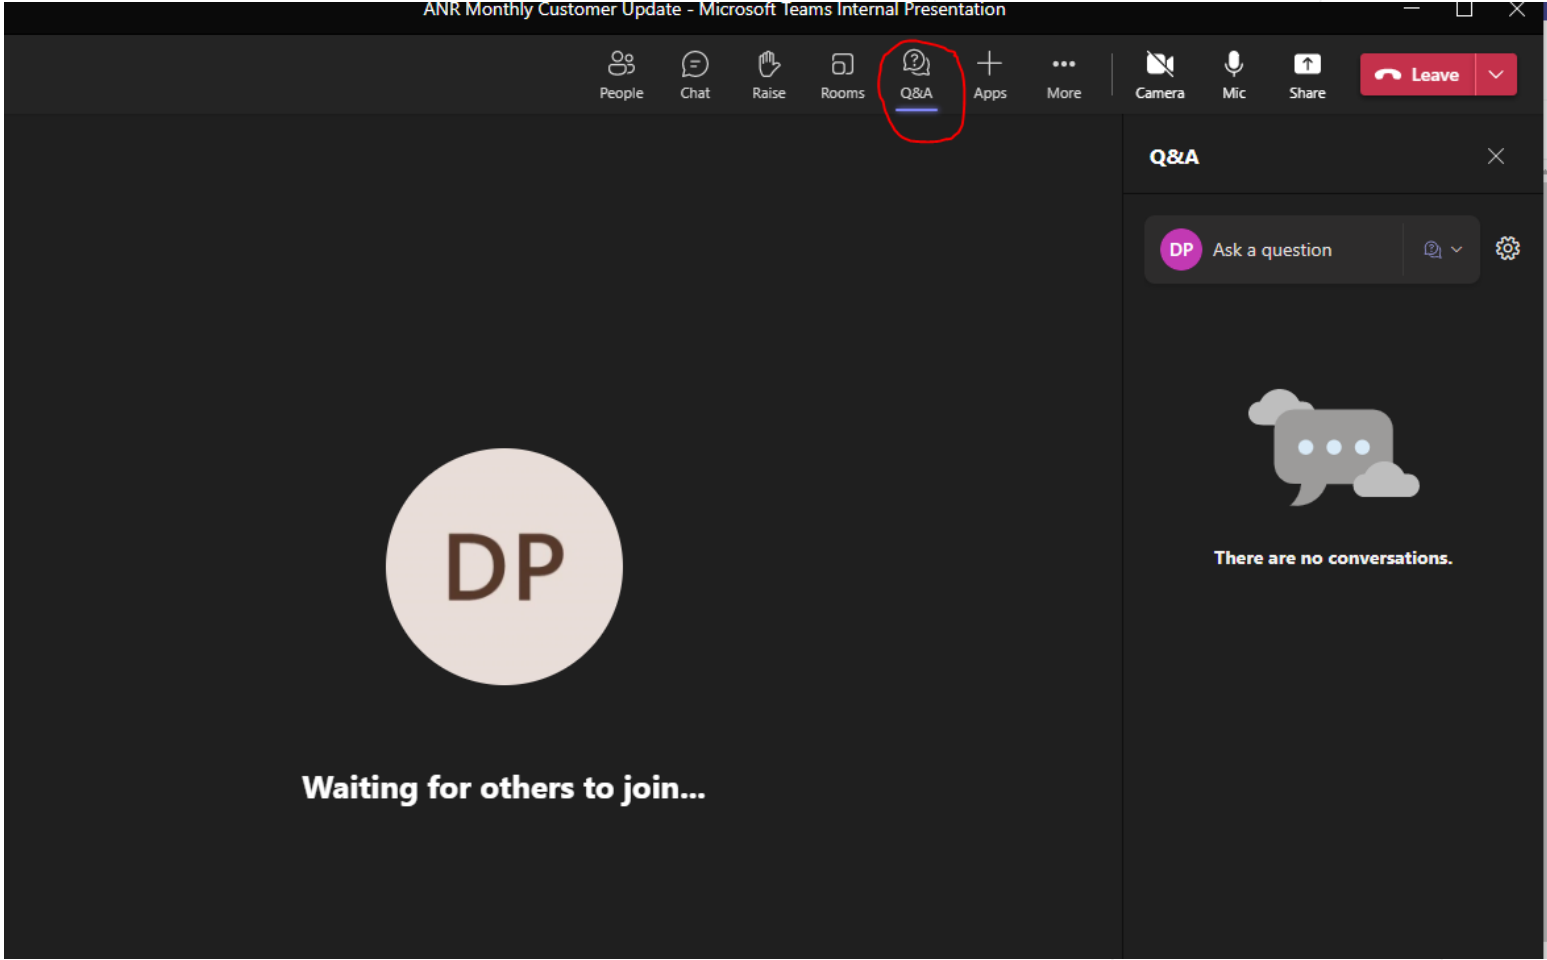 ANR Monthly Customer Update - Microsoft Teams Internal Presentation
People Chat Raise Rooms Q&A Apps More Camera Mic Share Leave
Q&A
DP Ask a question
DP
There are no conversations.
Waiting for others to join...